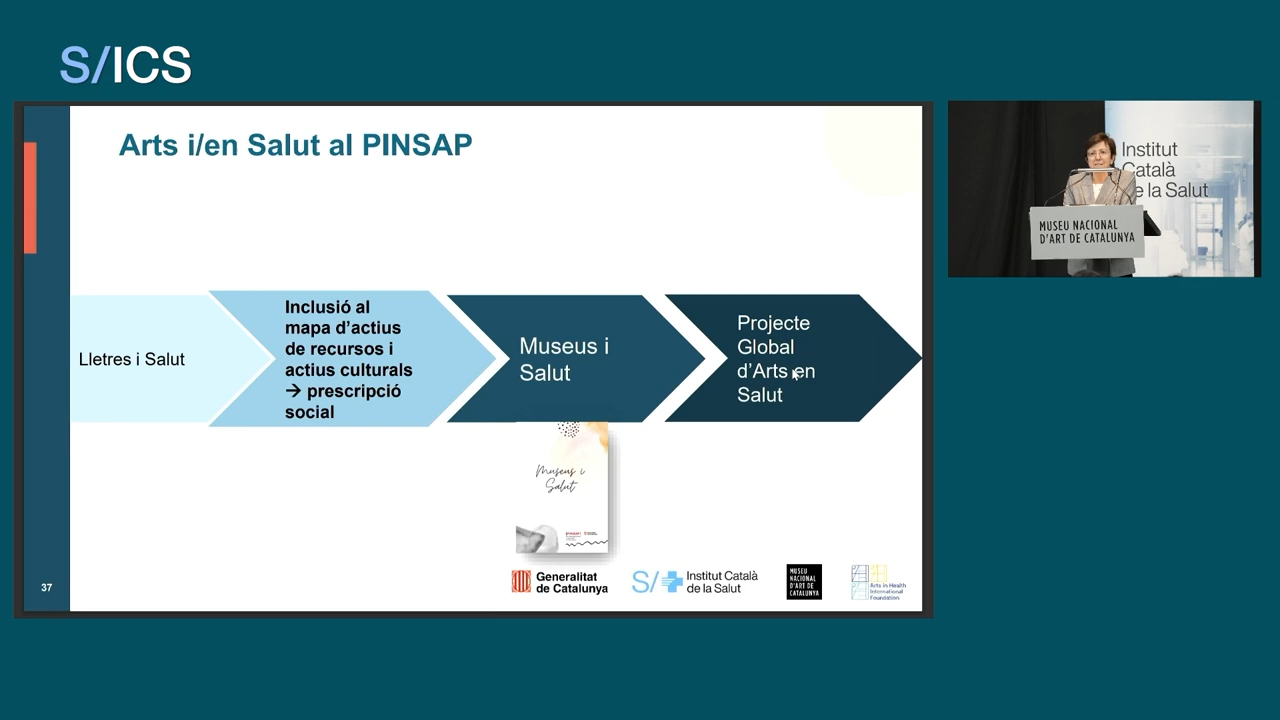 S/ICS
Arts i/en Salut al PINSAP
Lletres i Salut
Inclusió al
mapa d’actius
de recursos i
actius culturals
→ prescripció
social
Museus i
Salut
Projecte
Global
d’Arts en
Salut
Museus i
Salut
37
Generalitat
de Catalunya
S/
Institut Català
de la Salut
MUSEU
NACIONAL
D'ART DE
CATALUNYA
Arts in Health
International
Foundation
Institut
Català
de la Salut
MUSEU NACIONAL
D'ART DE CATALUNYA